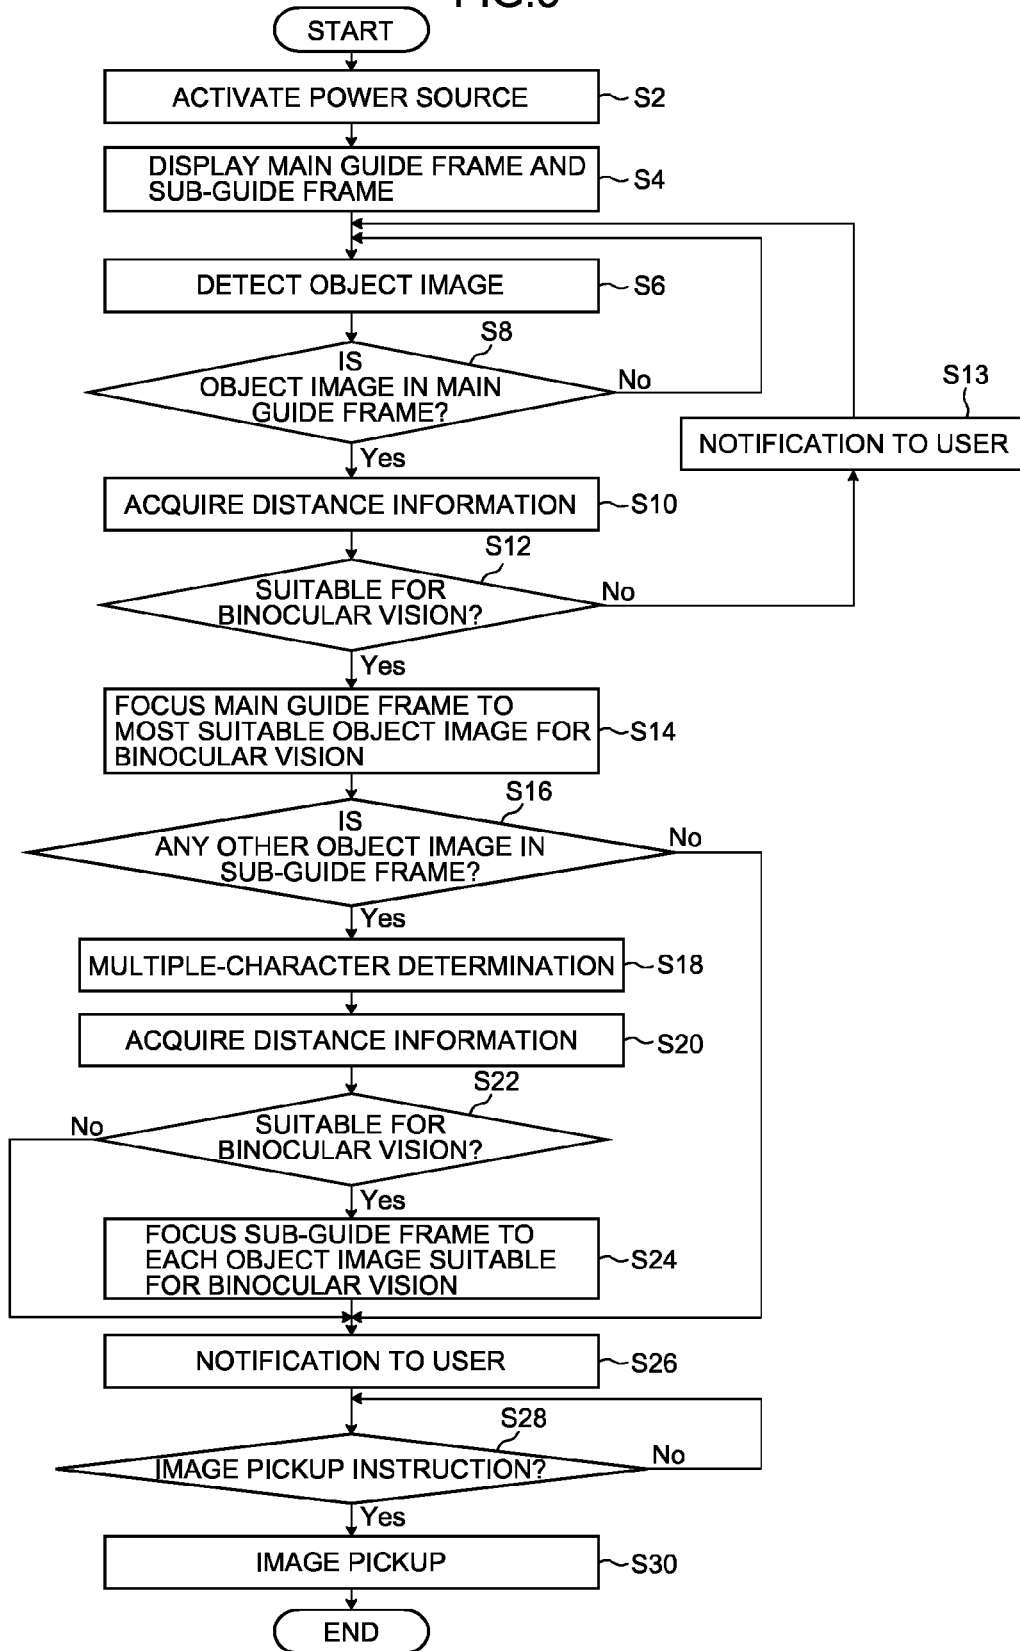 START
ACTIVATE POWER SOURCE
S2
DISPLAY MAIN GUIDE FRAME AND
SUB-GUIDE FRAME
S4
DETECT OBJECT IMAGE
S6
S8
IS
OBJECT IMAGE IN MAIN
GUIDE FRAME?
No
Yes
S13
NOTIFICATION TO USER
ACQUIRE DISTANCE INFORMATION
S10
S12
SUITABLE FOR
BINOCULAR VISION?
No
Yes
FOCUS MAIN GUIDE FRAME TO
MOST SUITABLE OBJECT IMAGE FOR
BINOCULAR VISION
S14
S16
IS
ANY OTHER OBJECT IMAGE IN
SUB-GUIDE FRAME?
No
Yes
MULTIPLE-CHARACTER DETERMINATION
S18
ACQUIRE DISTANCE INFORMATION
S20
S22
SUITABLE FOR
BINOCULAR VISION?
No
Yes
FOCUS SUB-GUIDE FRAME TO
EACH OBJECT IMAGE SUITABLE
FOR BINOCULAR VISION
S24
NOTIFICATION TO USER
S26
S28
IMAGE PICKUP INSTRUCTION?
No
Yes
IMAGE PICKUP
S30
END